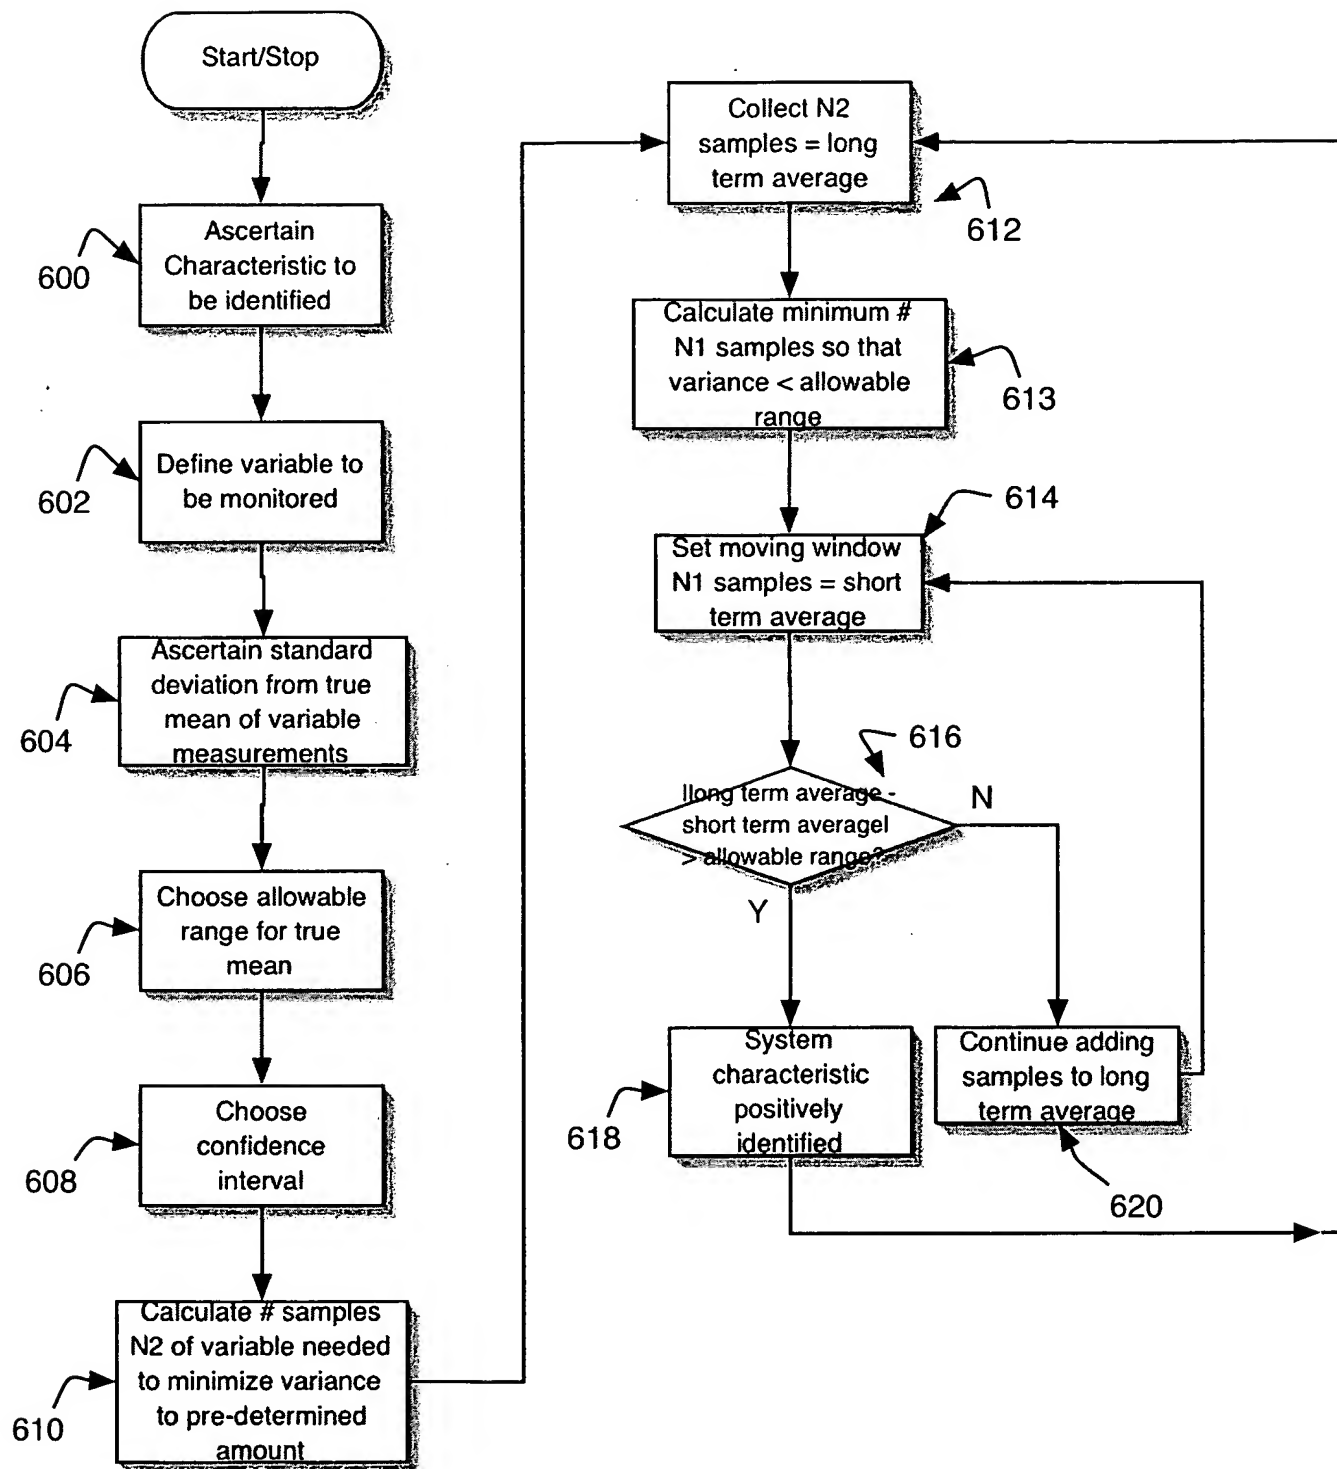 Start/Stop
Ascertain
Characteristic to
be identified
600
Define variable to
be monitored
602
Ascertain standard
deviation from true
mean of variable
measurements
604
Choose allowable
range for true
mean
606
Choose
confidence
interval
608
Calculate # samples
N2 of variable needed
to minimize variance
to pre-determined
amount
610
Collect N2
samples = long
term average
612
Calculate minimum #
N1 samples so that
variance < allowable
range
613
Set moving window
N1 samples = short
term average
614
|long term average -
short term average|
> allowable range?
616
N
Y
System
characteristic
positively
identified
618
Continue adding
samples to long
term average
620